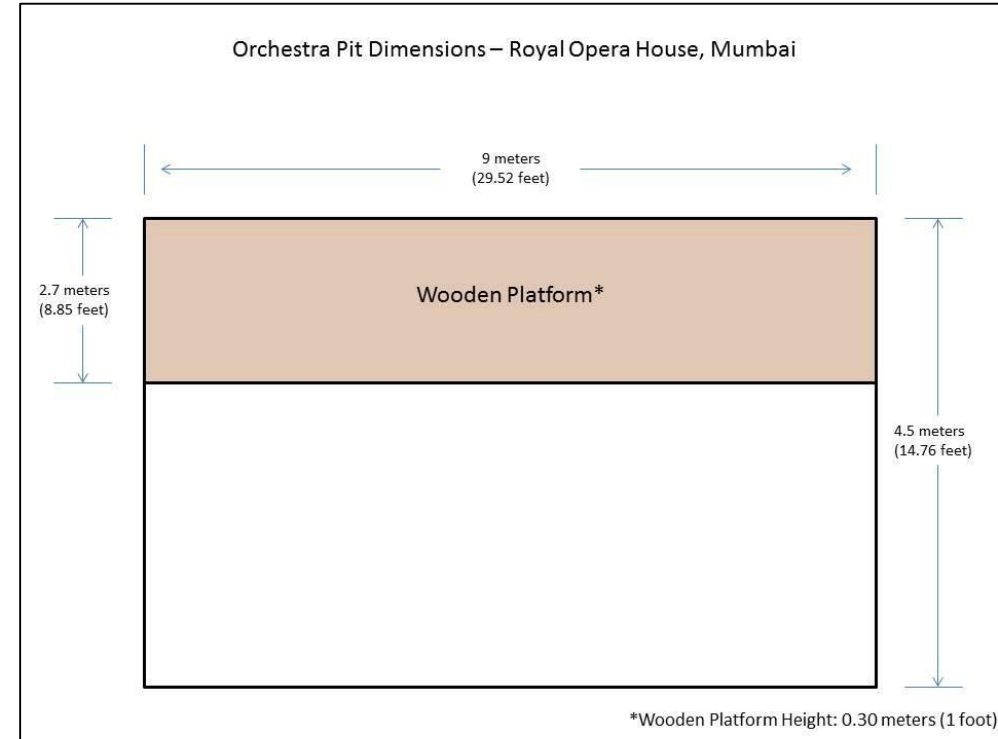 Orchestra Pit Dimensions – Royal Opera House, Mumbai
9 meters
(29.52 feet)
2.7 meters
(8.85 feet)
Wooden Platform*
4.5 meters
(14.76 feet)
*Wooden Platform Height: 0.30 meters (1 foot)